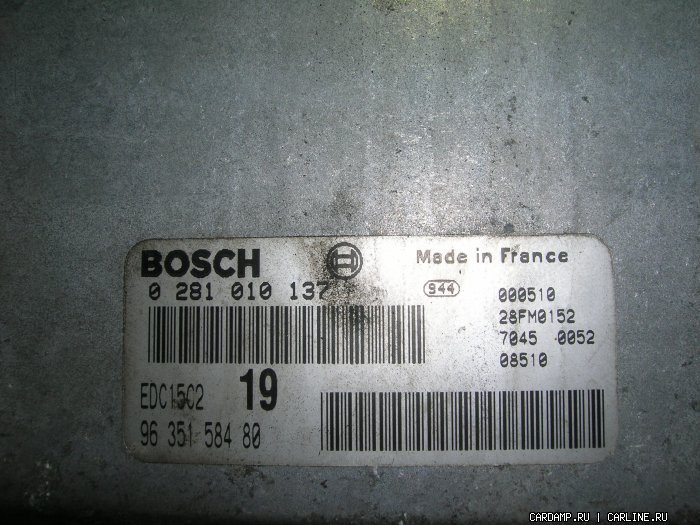 BOSCH
Made in France
0 281 010 137
944
000510
28FM0152
7045 0052
08510
EDC15C2
19
96 351 584 80
CARDAMP.RU | CARLINE.RU